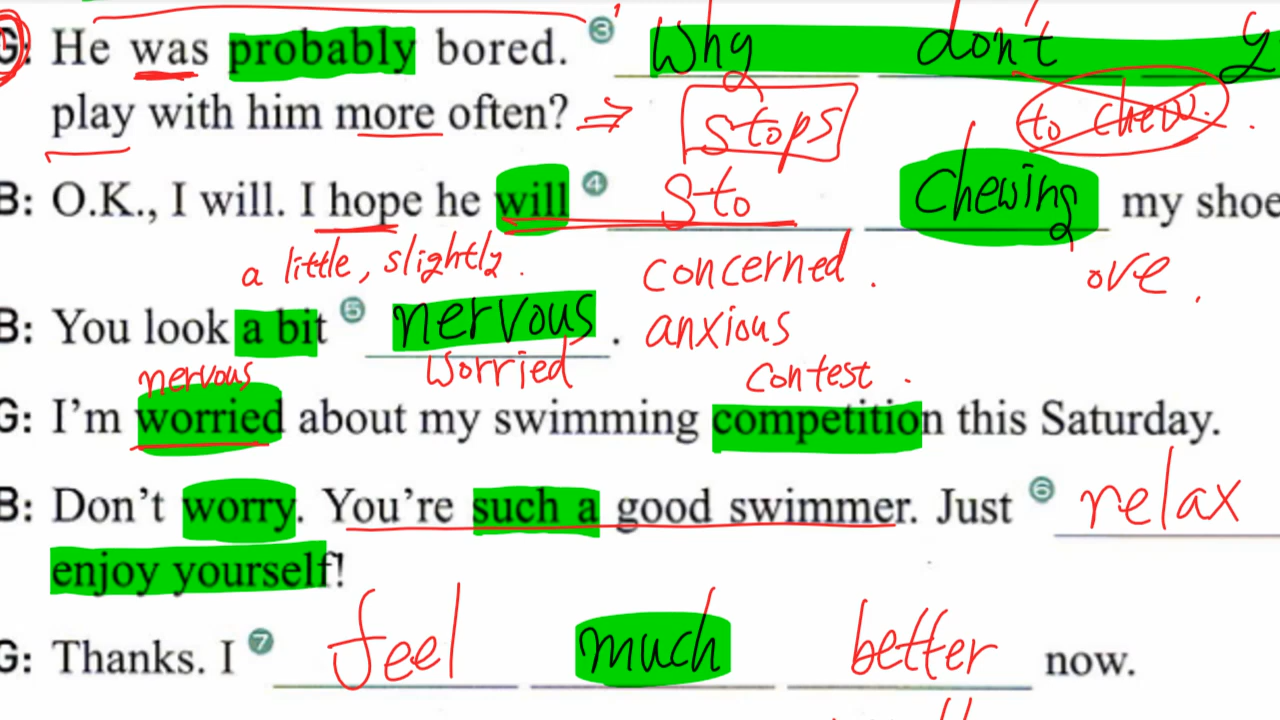 G: He was probably bored. ③ Why don't y
play with him more often? ⇒ stops to chew.
B: O.K., I will. I hope he will ④ sto chewing my shoe
a little, slightly. concerned. ove.
B: You look a bit ⑤ nervous. anxious
nervous worried contest.
G: I'm worried about my swimming competition this Saturday.
B: Don't worry. You're such a good swimmer. Just ⑥ relax
enjoy yourself!
G: Thanks. I ⑦ feel much better now.